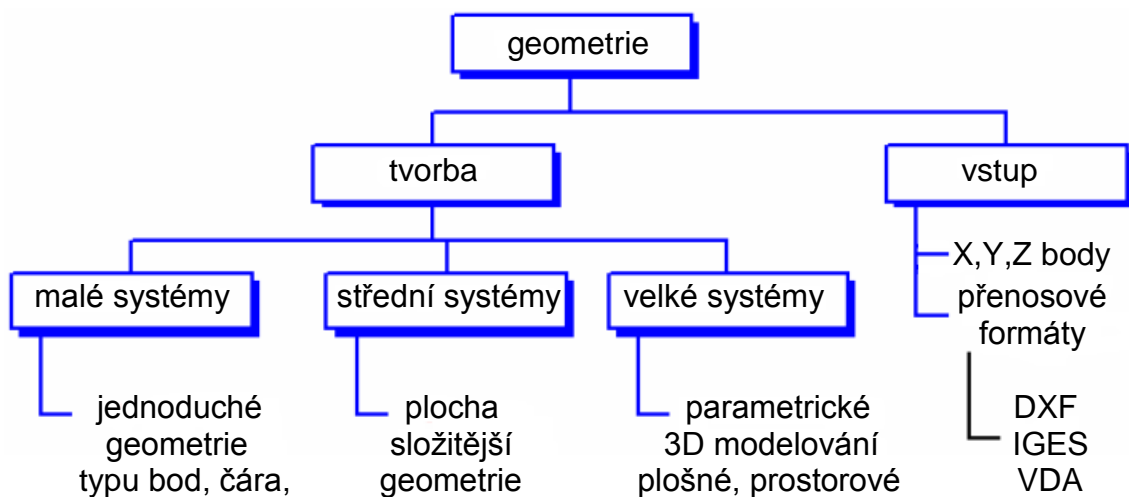 geometrie
tvorba
vstup
malé systémy
střední systémy
velké systémy
X,Y,Z body
přenosové
formáty
jednoduché
geometrie
typu bod, čára,
plocha
složitější
geometrie
parametrické
3D modelování
plošné, prostorové
DXF
IGES
VDA